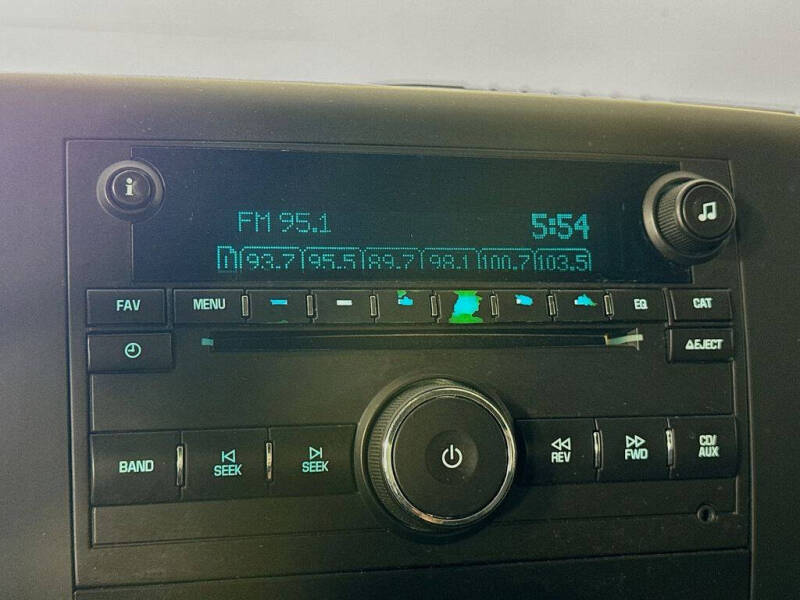 i
FM 95.1 5:54
1 93.7 95.5 89.7 98.1 100.7 103.5
FAV MENU EQ CAT
EJECT
BAND SEEK SEEK REV FWD CD/
AUX